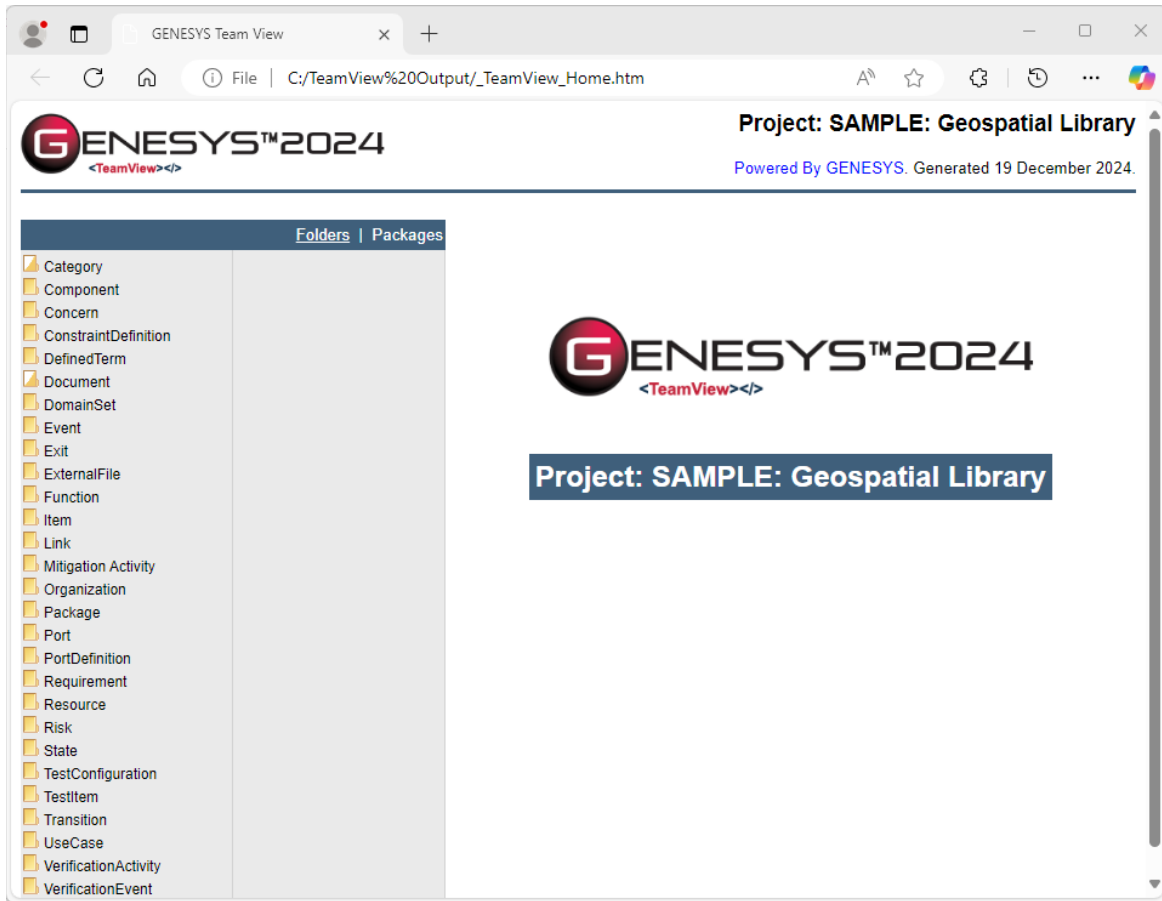 GENESYS Team View
File | C:/TeamView%20Output/_TeamView_Home.htm
GENESYS™2024
<TeamView></>
Project: SAMPLE: Geospatial Library
Powered By GENESYS. Generated 19 December 2024.
Folders | Packages
Category
Component
Concern
ConstraintDefinition
DefinedTerm
Document
DomainSet
Event
Exit
ExternalFile
Function
Item
Link
Mitigation Activity
Organization
Package
Port
PortDefinition
Requirement
Resource
Risk
State
TestConfiguration
TestItem
Transition
UseCase
VerificationActivity
VerificationEvent
GENESYS™2024
<TeamView></>
Project: SAMPLE: Geospatial Library